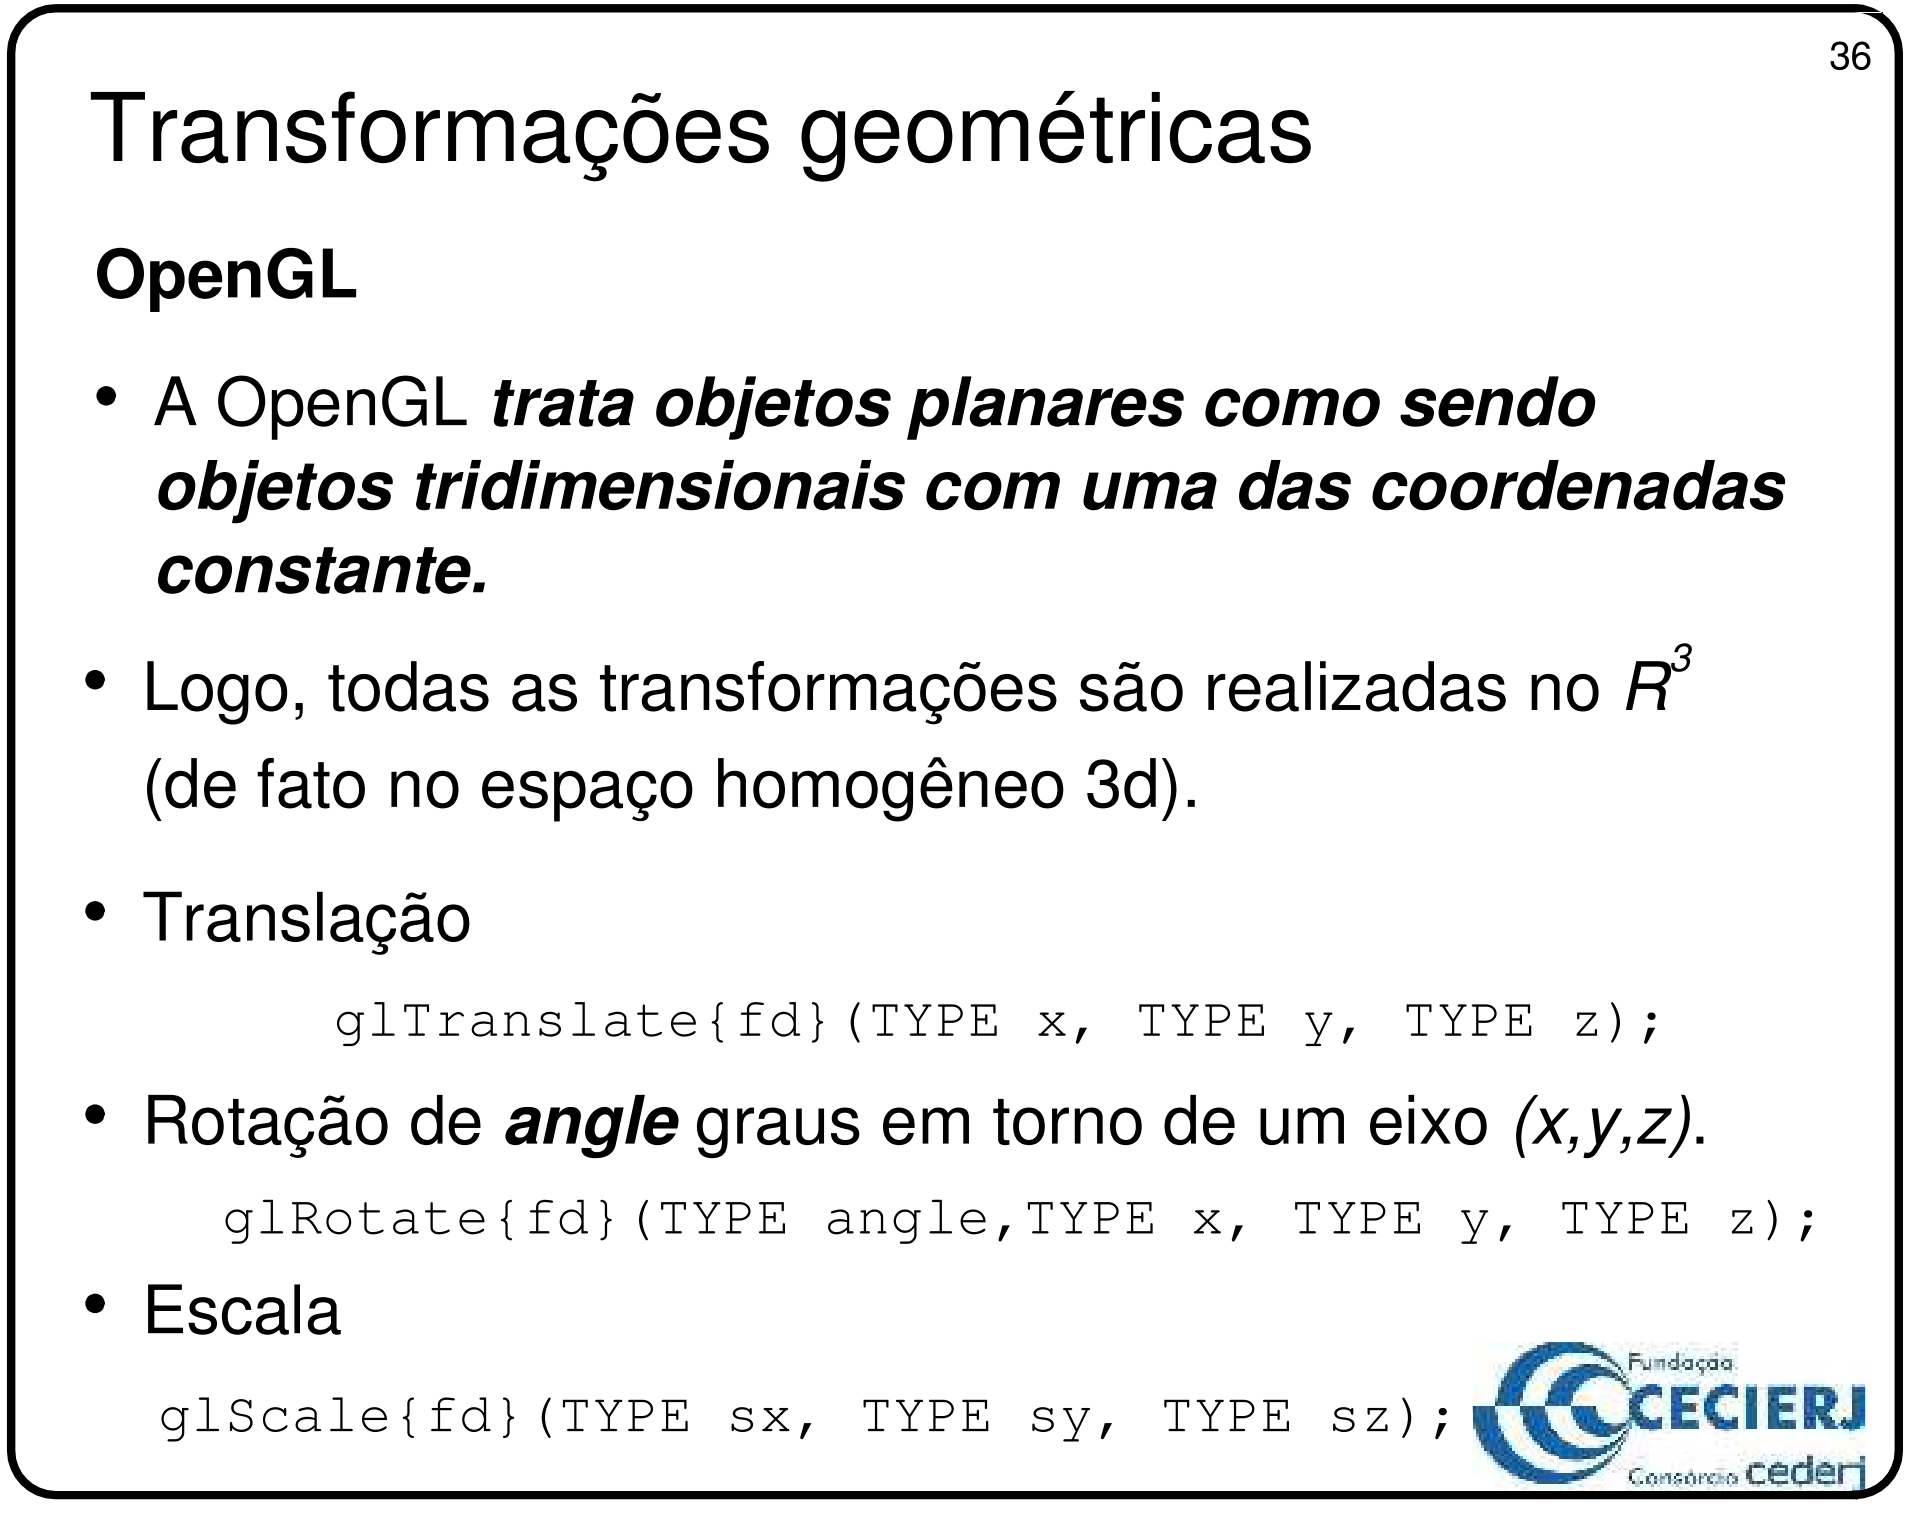 36
Transformações geométricas
OpenGL
• A OpenGL trata objetos planares como sendo
objetos tridimensionais com uma das coordenadas
constante.
• Logo, todas as transformações são realizadas no R³
(de fato no espaço homogêneo 3d).
• Translação
glTranslate{fd}(TYPE x, TYPE y, TYPE z);
• Rotação de angle graus em torno de um eixo (x,y,z).
glRotate{fd}(TYPE angle,TYPE x, TYPE y, TYPE z);
• Escala
glScale{fd}(TYPE sx, TYPE sy, TYPE sz);
Fundação
CECIERJ
Consórcio cederj